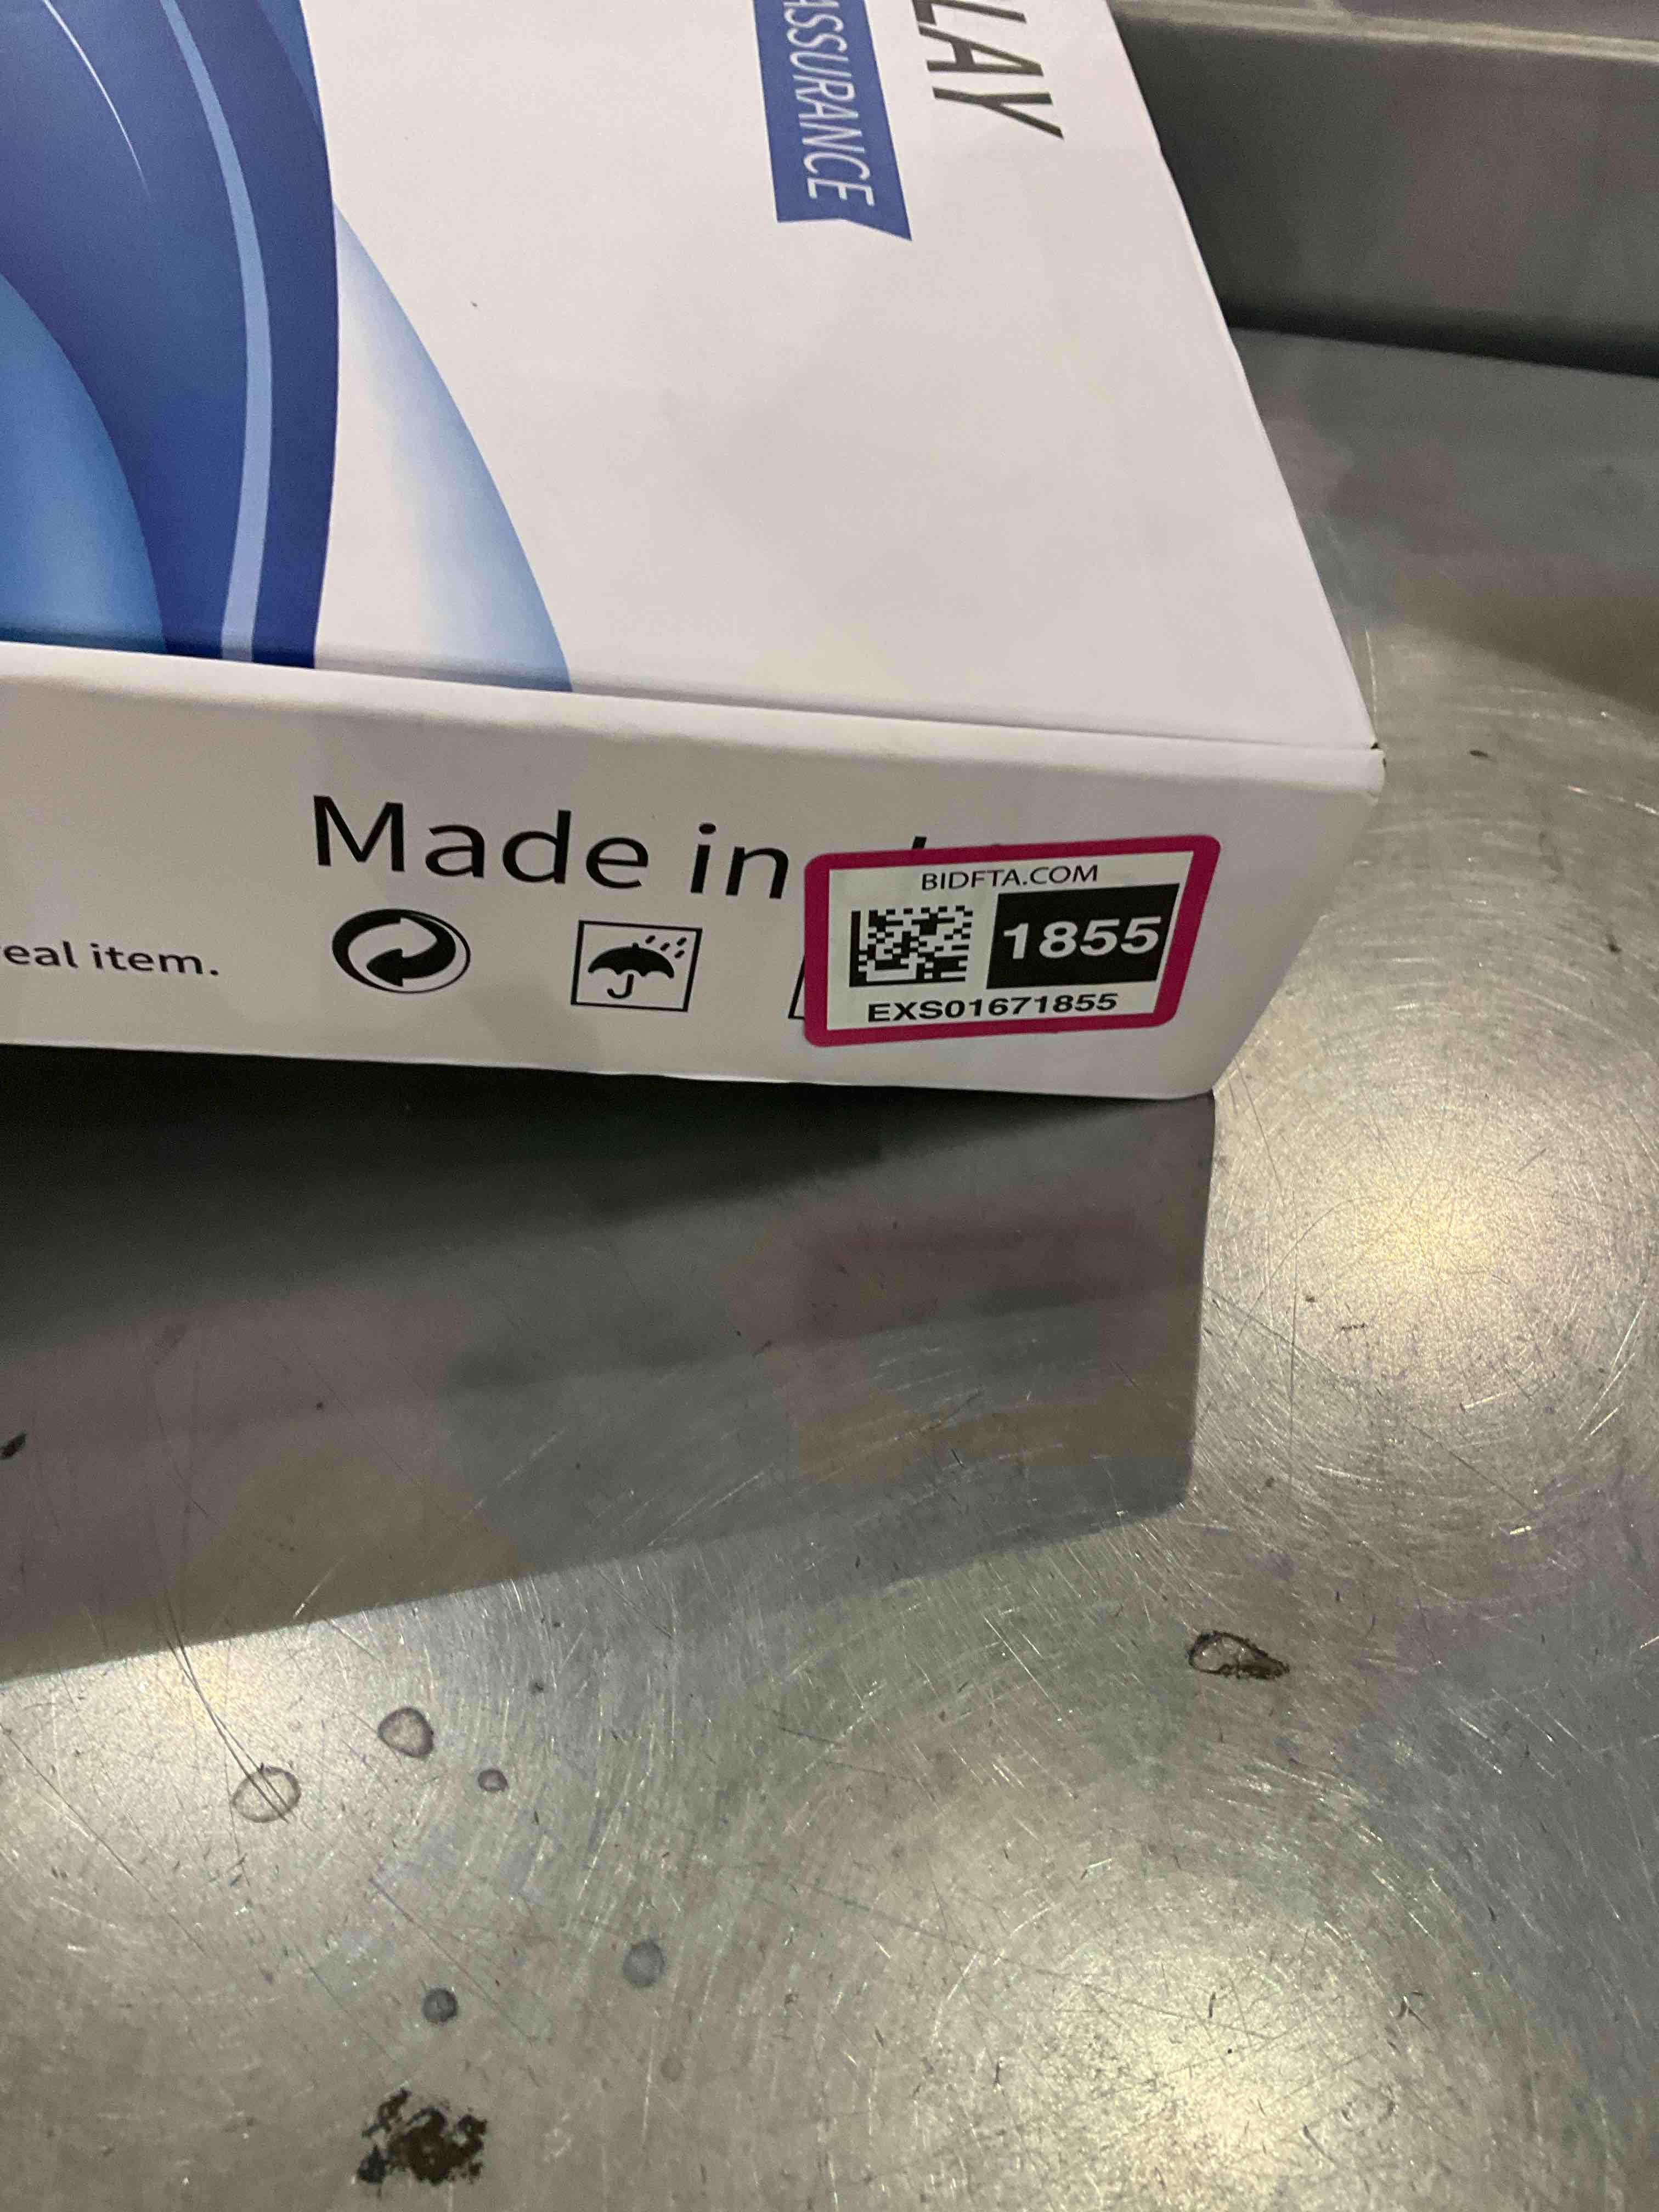 LAY
ASSURANCE
Made in
eal item.
BIDFTA.COM
1855
EXS01671855